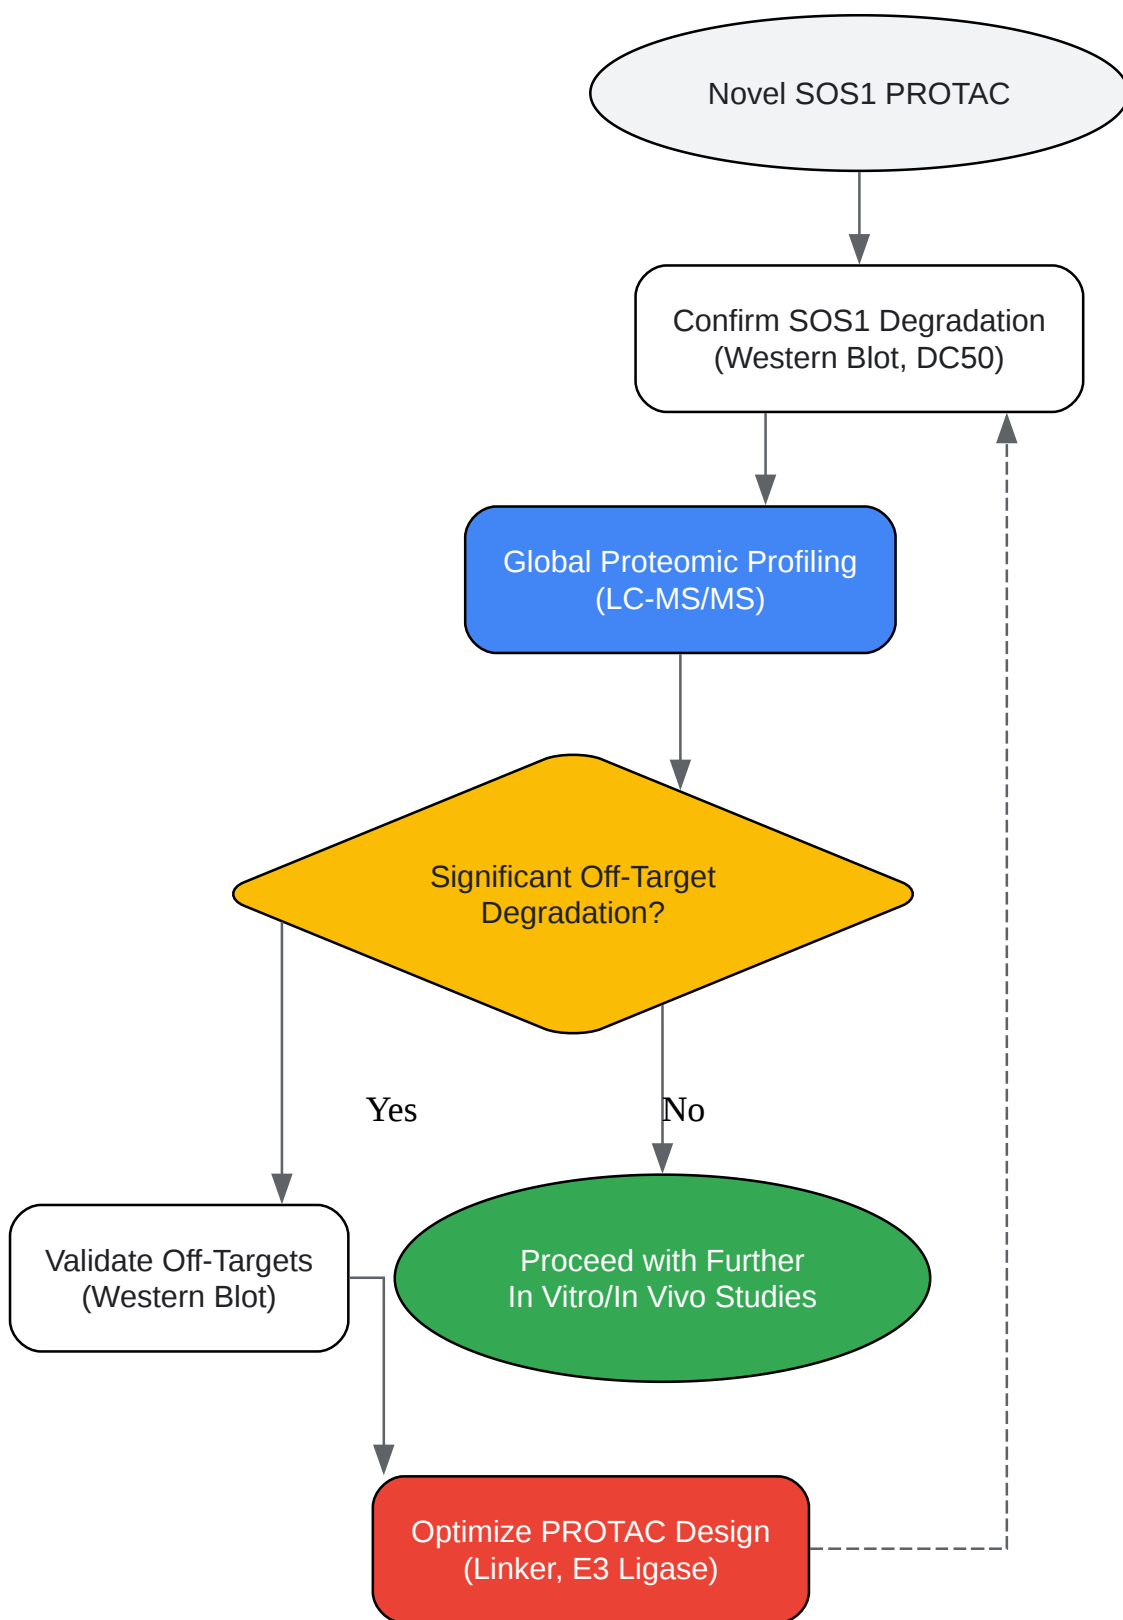 Novel SOS1 PROTAC
Confirm SOS1 Degradation
(Western Blot, DC50)
Global Proteomic Profiling
(LC-MS/MS)
Significant Off-Target
Degradation?
Yes
No
Validate Off-Targets
(Western Blot)
Proceed with Further
In Vitro/In Vivo Studies
Optimize PROTAC Design
(Linker, E3 Ligase)